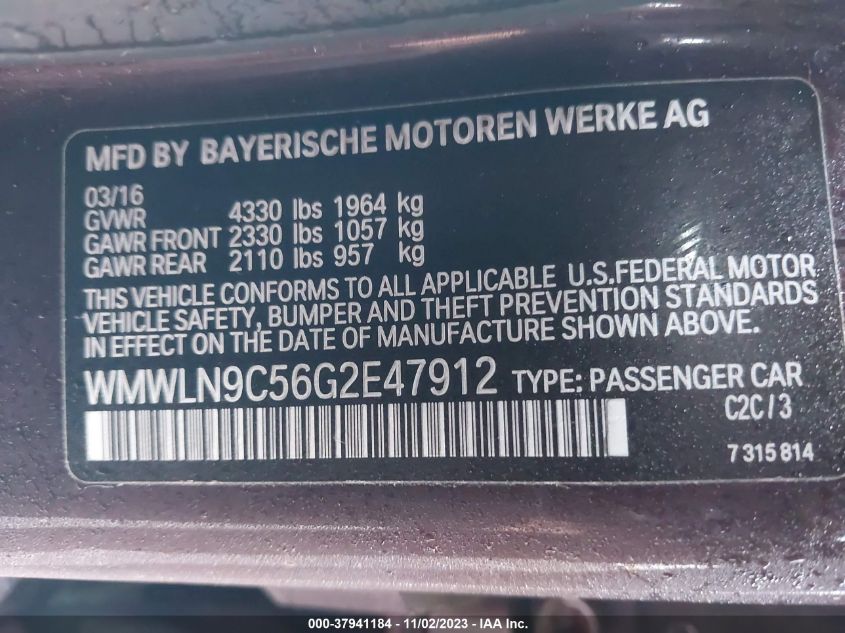 MFD BY BAYERISCHE MOTOREN WERKE AG
03/16
GVWR 4330 lbs 1964 kg
GAWR FRONT 2330 lbs 1057 kg
GAWR REAR 2110 lbs 957 kg
THIS VEHICLE CONFORMS TO ALL APPLICABLE U.S.FEDERAL MOTOR
VEHICLE SAFETY, BUMPER AND THEFT PREVENTION STANDARDS
IN EFFECT ON THE DATE OF MANUFACTURE SHOWN ABOVE.
WMWLN9C56G2E47912 TYPE: PASSENGER CAR
C2C / 3
7 315 814
000-37941184 - 11/02/2023 - IAA Inc.